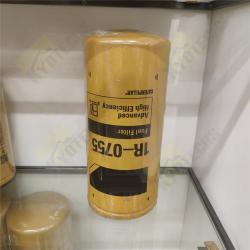 1R-0755
Fuel Filter
Advanced
High Efficiency
CATERPILLAR